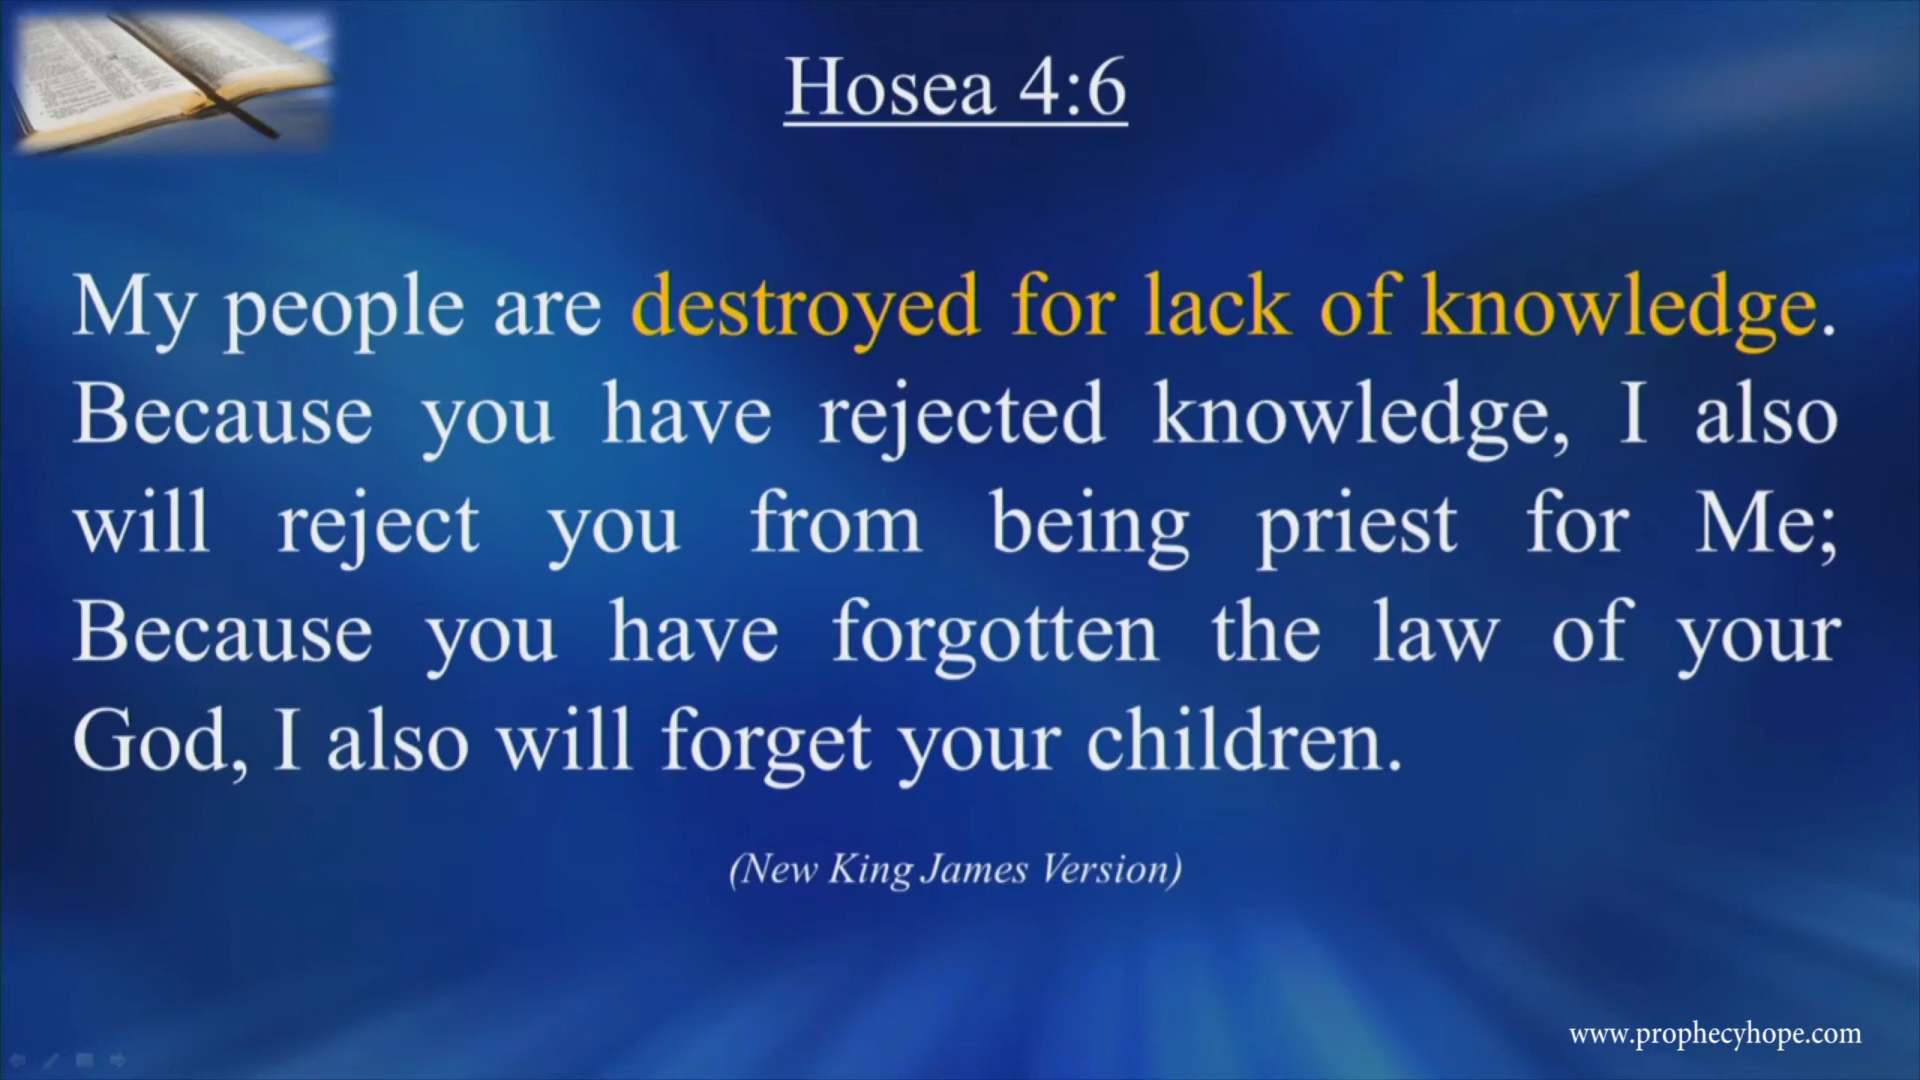 Hosea 4:6
My people are destroyed for lack of knowledge.
Because you have rejected knowledge, I also
will reject you from being priest for Me;
Because you have forgotten the law of your
God, I also will forget your children.
(New King James Version)
www.prophecyhope.com